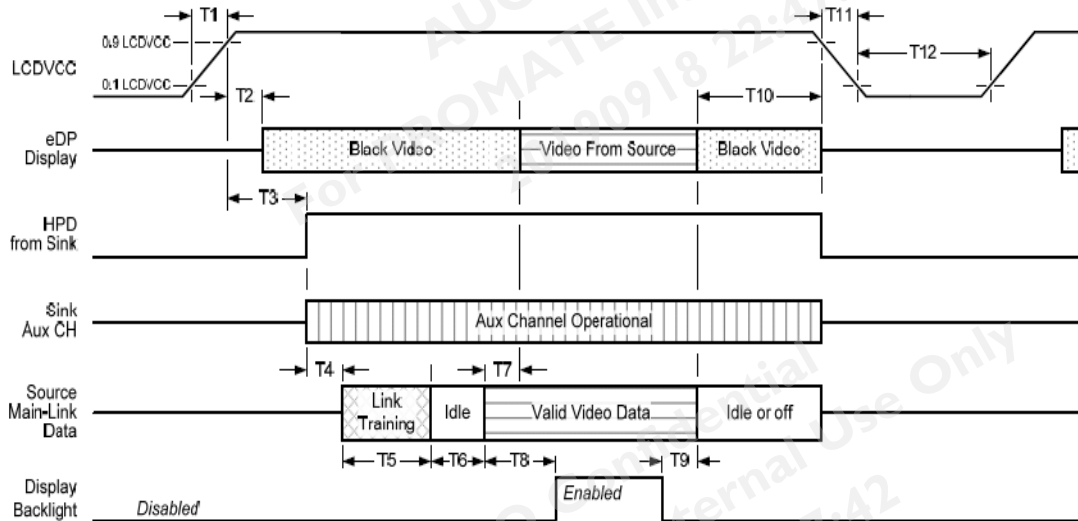 T1
T11
0.9 LCDVCC
T12
LCDVCC
0.1 LCDVCC
T2
T10
eDP
Display
Black Video
Video From Source
Black Video
T3
HPD
from Sink
Sink
Aux CH
Aux Channel Operational
T4
T7
Source
Main-Link
Data
Link
Training
Idle
Valid Video Data
Idle or off
T5
T6
T8
T9
Display
Backlight
Disabled
Enabled